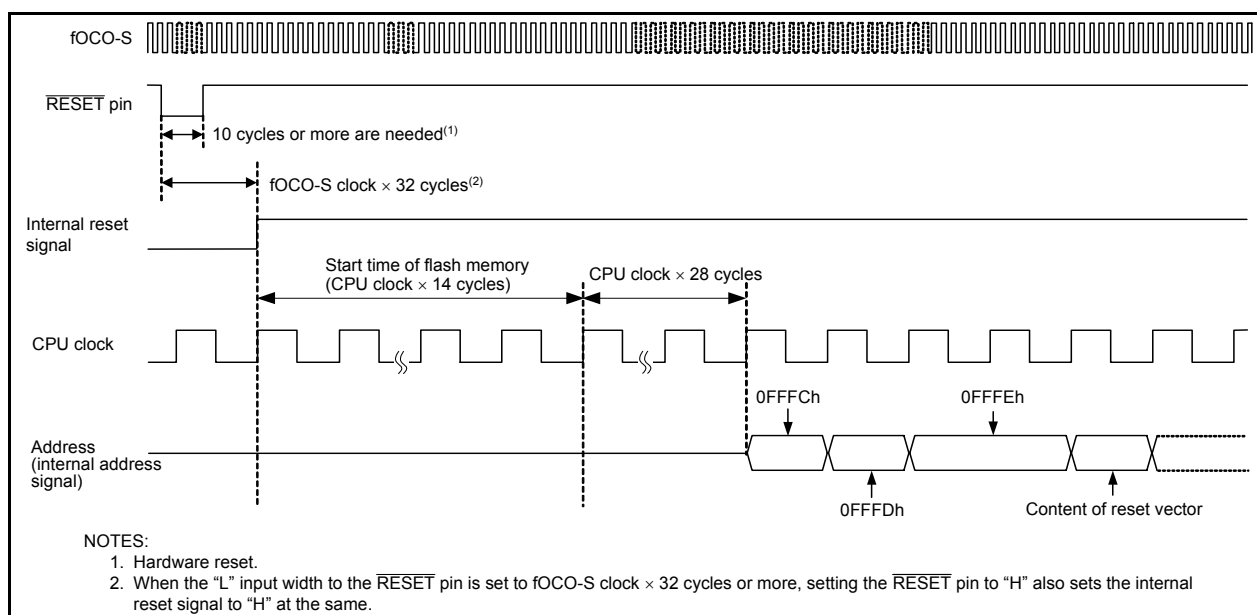 fOCO-S
RESET pin
10 cycles or more are needed(1)
fOCO-S clock × 32 cycles(2)
Internal reset
signal
Start time of flash memory
(CPU clock × 14 cycles)
CPU clock × 28 cycles
CPU clock
0FFFCh
0FFFEh
Address
(internal address
signal)
0FFFDh
Content of reset vector
NOTES:
1. Hardware reset.
2. When the “L” input width to the RESET pin is set to fOCO-S clock × 32 cycles or more, setting the RESET pin to “H” also sets the internal
reset signal to “H” at the same.